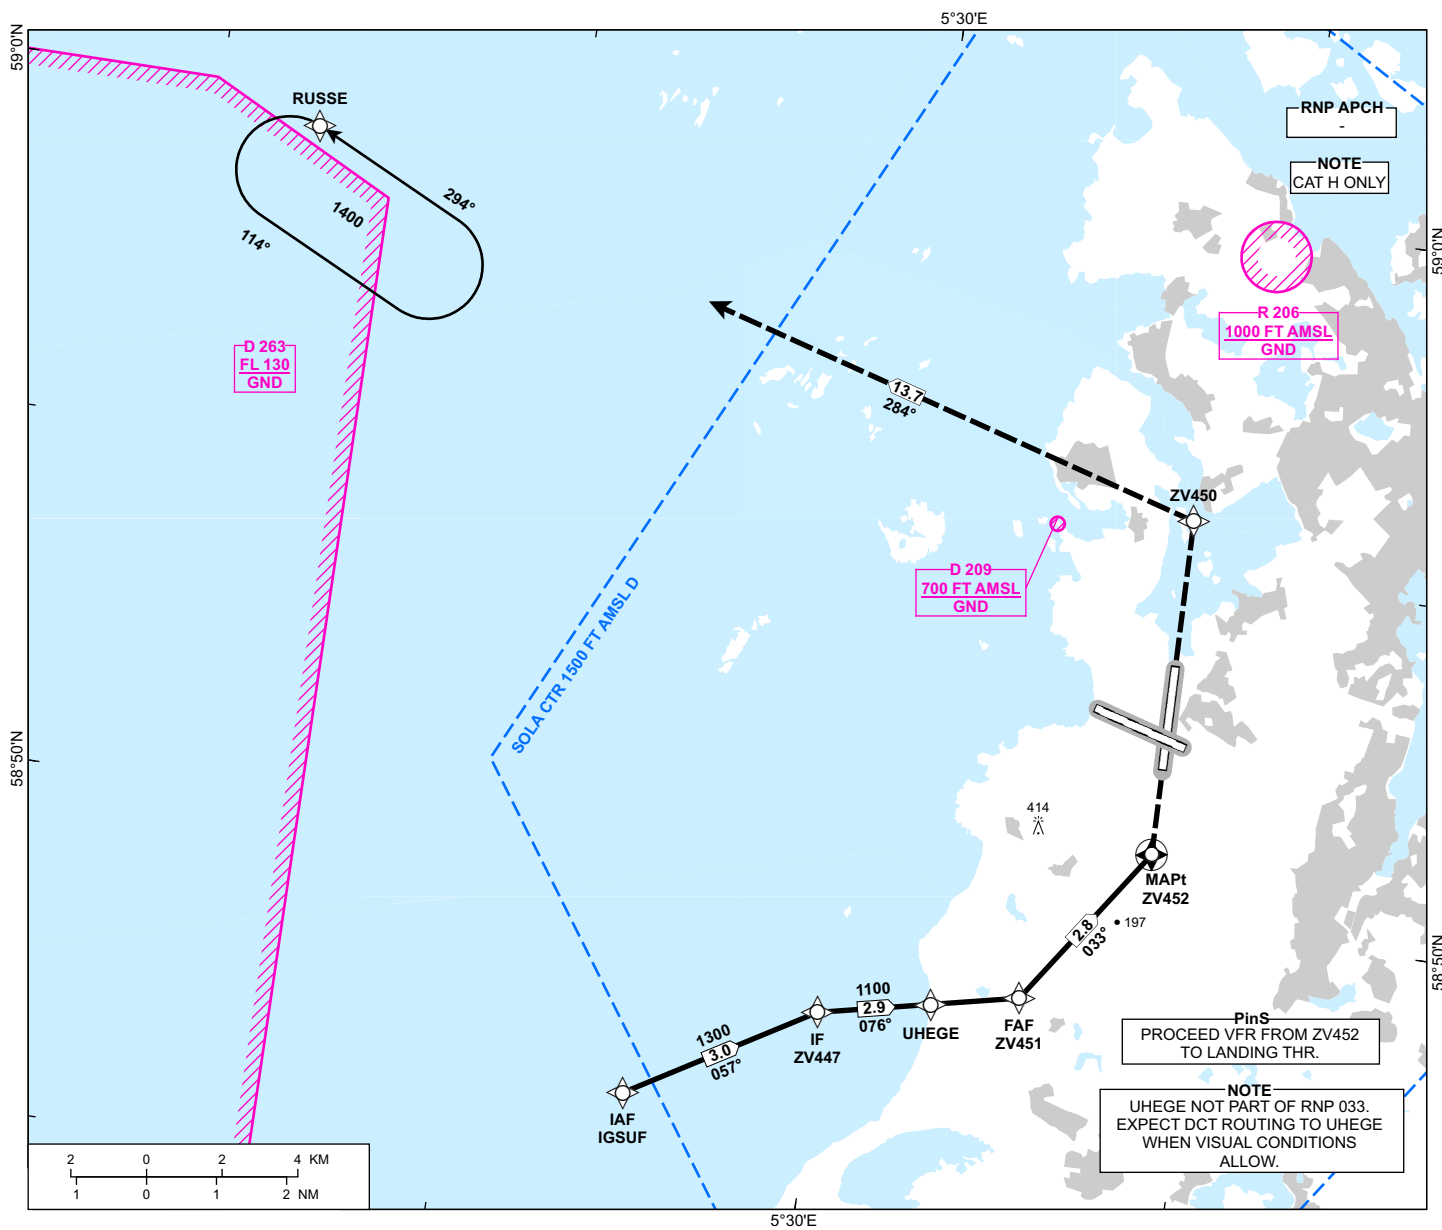 5°30'E
59°0'N
RUSSE
RNP APCH
-
NOTE
CAT H ONLY
294°
1400
114°
59°0'N
R 206
1000 FT AMSL
GND
D 263
FL 130
GND
13.7
284°
ZV450
D 209
700 FT AMSL
GND
SOLA CTR 1500 FT AMSL D
58°50'N
414
MAPt
ZV452
197
2.8
033°
58°50'N
1100
2.9
076°
UHEGE
FAF
ZV451
IF
ZV447
1300
3.0
057°
IAF
IGSUF
PinS
PROCEED VFR FROM ZV452
TO LANDING THR.
NOTE
UHEGE NOT PART OF RNP 033.
EXPECT DCT ROUTING TO UHEGE
WHEN VISUAL CONDITIONS
ALLOW.
2 0 2 4 KM
1 0 1 2 NM
5°30'E